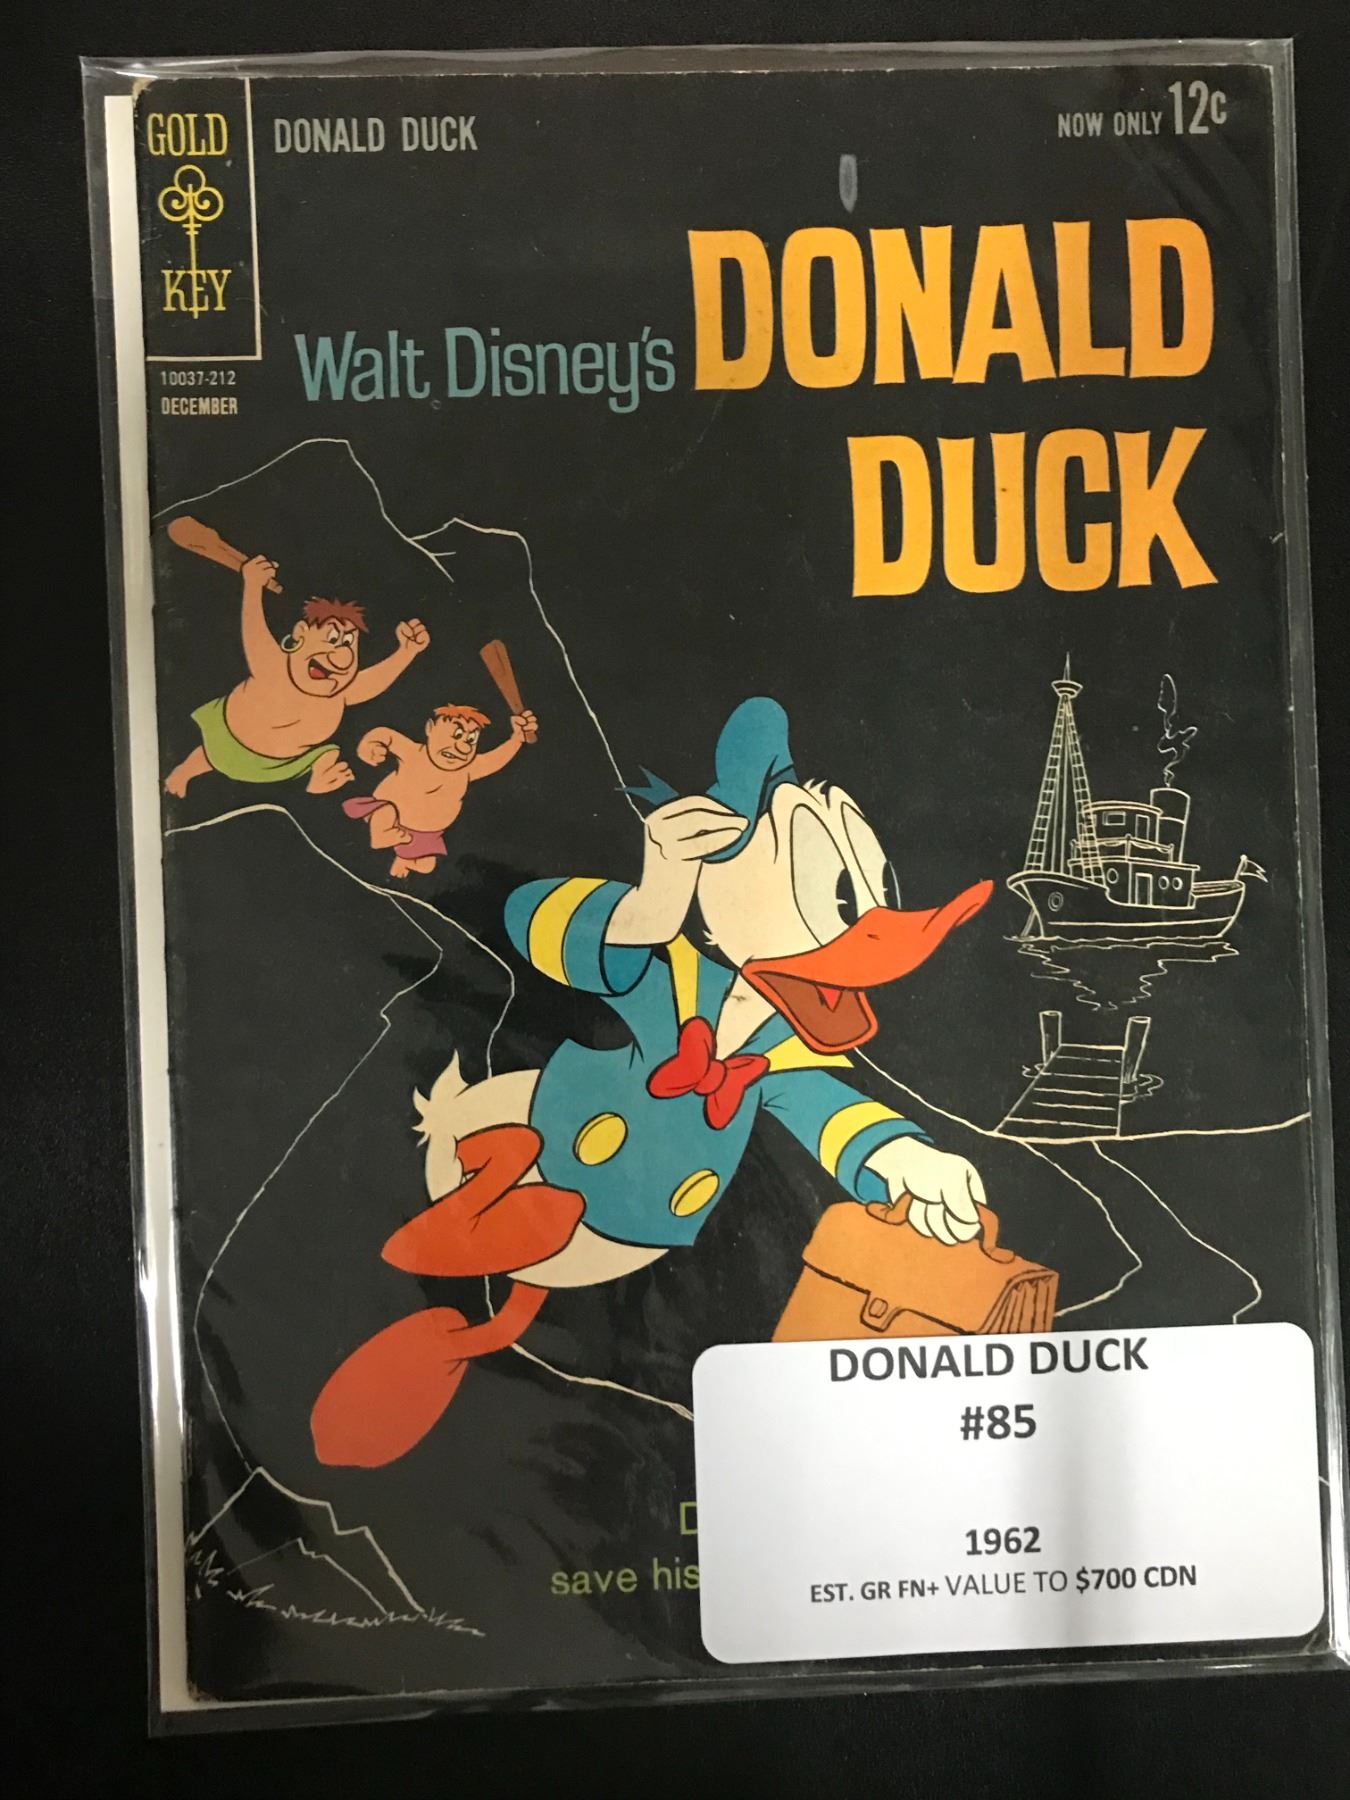 GOLD
KEY
DONALD DUCK
NOW ONLY 12¢
Walt Disney's DONALD
DUCK
10037-212
DECEMBER
save his
DONALD DUCK
#85
1962
EST. GR FN+ VALUE TO $700 CDN